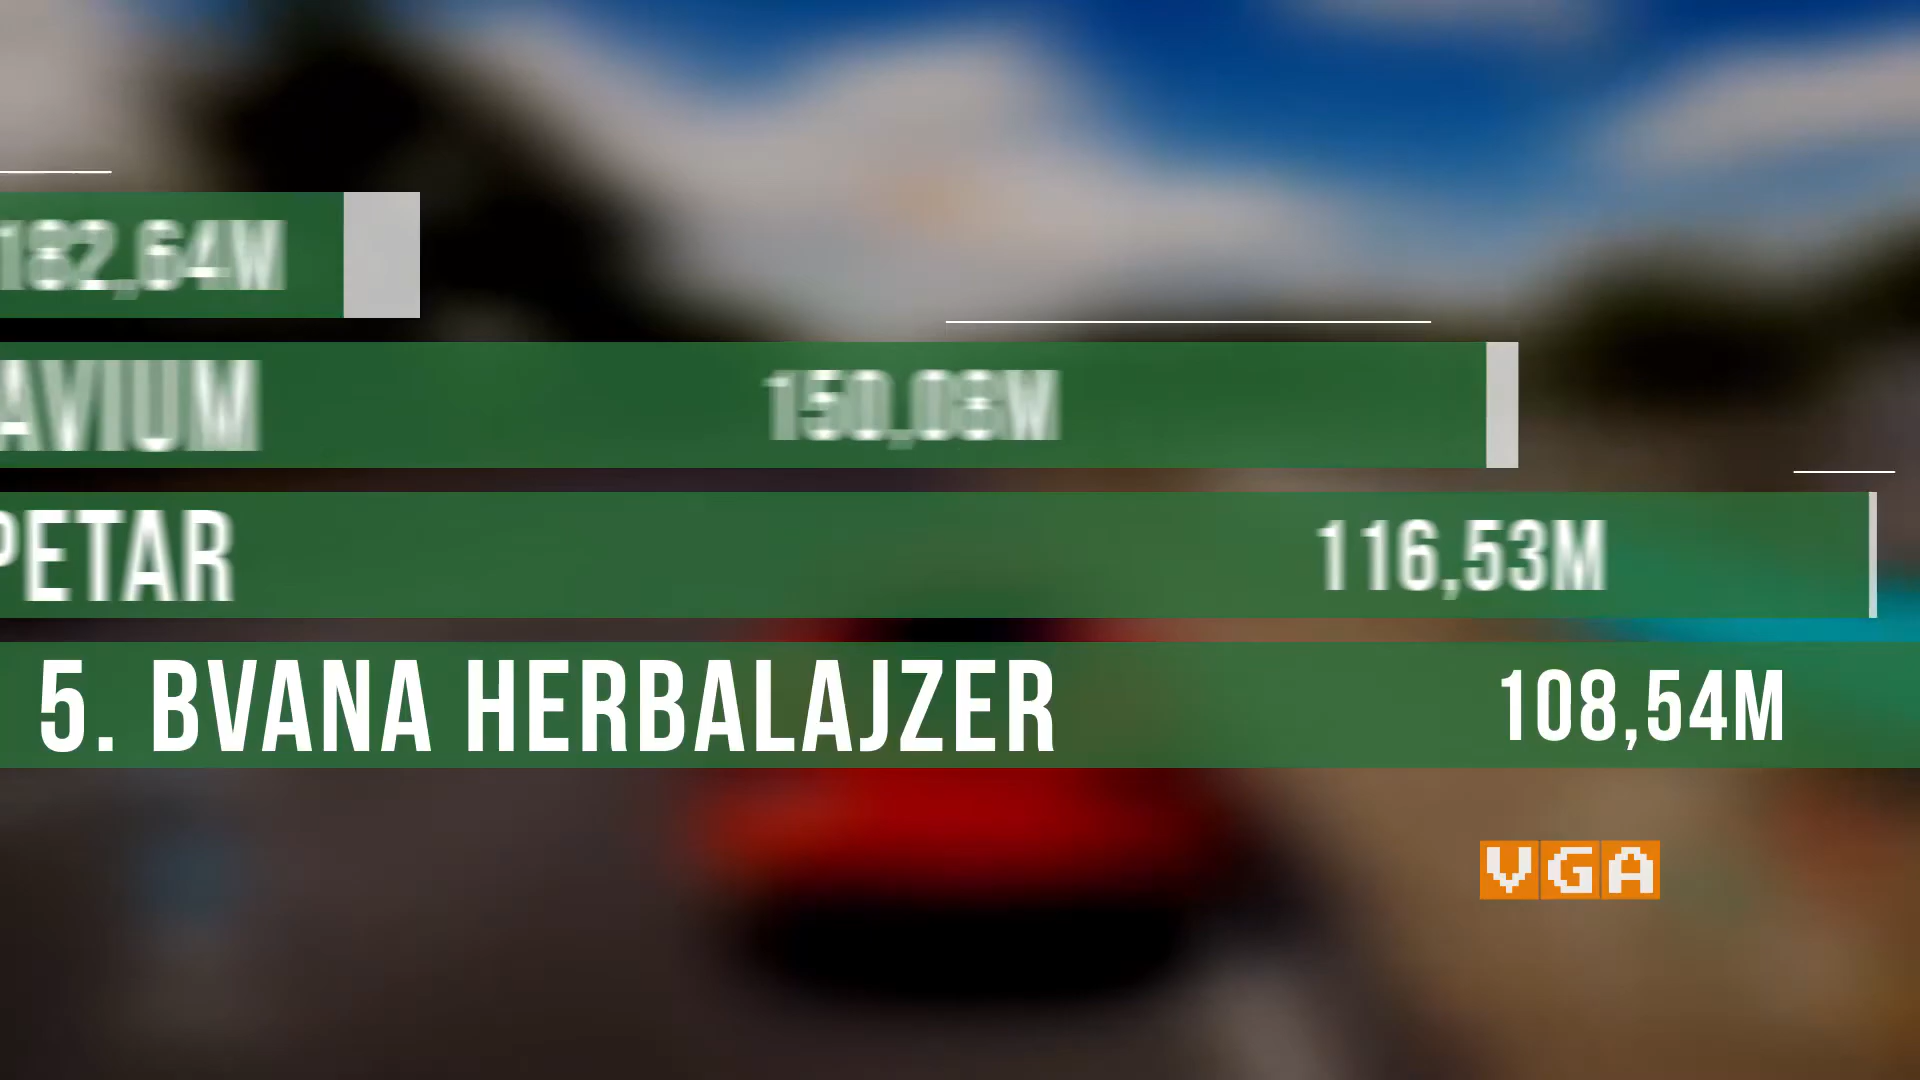 182,64M
AVIUM 150,08M
PETAR 116,53M
5. BVANA HERBALAJZER 108,54M
VGA